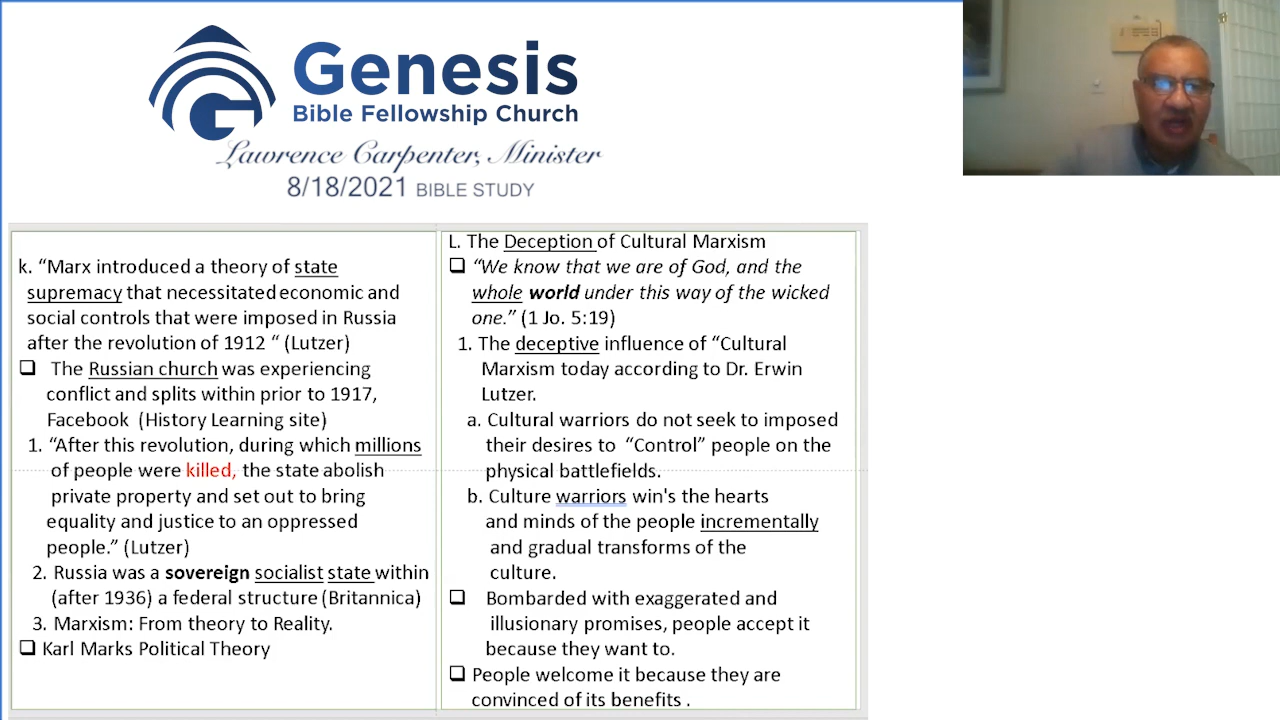 Genesis
Bible Fellowship Church
Lawrence Carpenter, Minister
8/18/2021 BIBLE STUDY
k. “Marx introduced a theory of state
supremacy that necessitated economic and
social controls that were imposed in Russia
after the revolution of 1912 “ (Lutzer)
❑ The Russian church was experiencing
conflict and splits within prior to 1917,
Facebook (History Learning site)
1. “After this revolution, during which millions
of people were killed, the state abolish
private property and set out to bring
equality and justice to an oppressed
people.” (Lutzer)
2. Russia was a sovereign socialist state within
(after 1936) a federal structure (Britannica)
3. Marxism: From theory to Reality.
❑ Karl Marks Political Theory
L. The Deception of Cultural Marxism
❑ “We know that we are of God, and the
whole world under this way of the wicked
one.” (1 Jo. 5:19)
1. The deceptive influence of “Cultural
Marxism today according to Dr. Erwin
Lutzer.
a. Cultural warriors do not seek to imposed
their desires to “Control” people on the
physical battlefields.
b. Culture warriors win's the hearts
and minds of the people incrementally
and gradual transforms of the
culture.
❑ Bombarded with exaggerated and
illusionary promises, people accept it
because they want to.
❑ People welcome it because they are
convinced of its benefits .